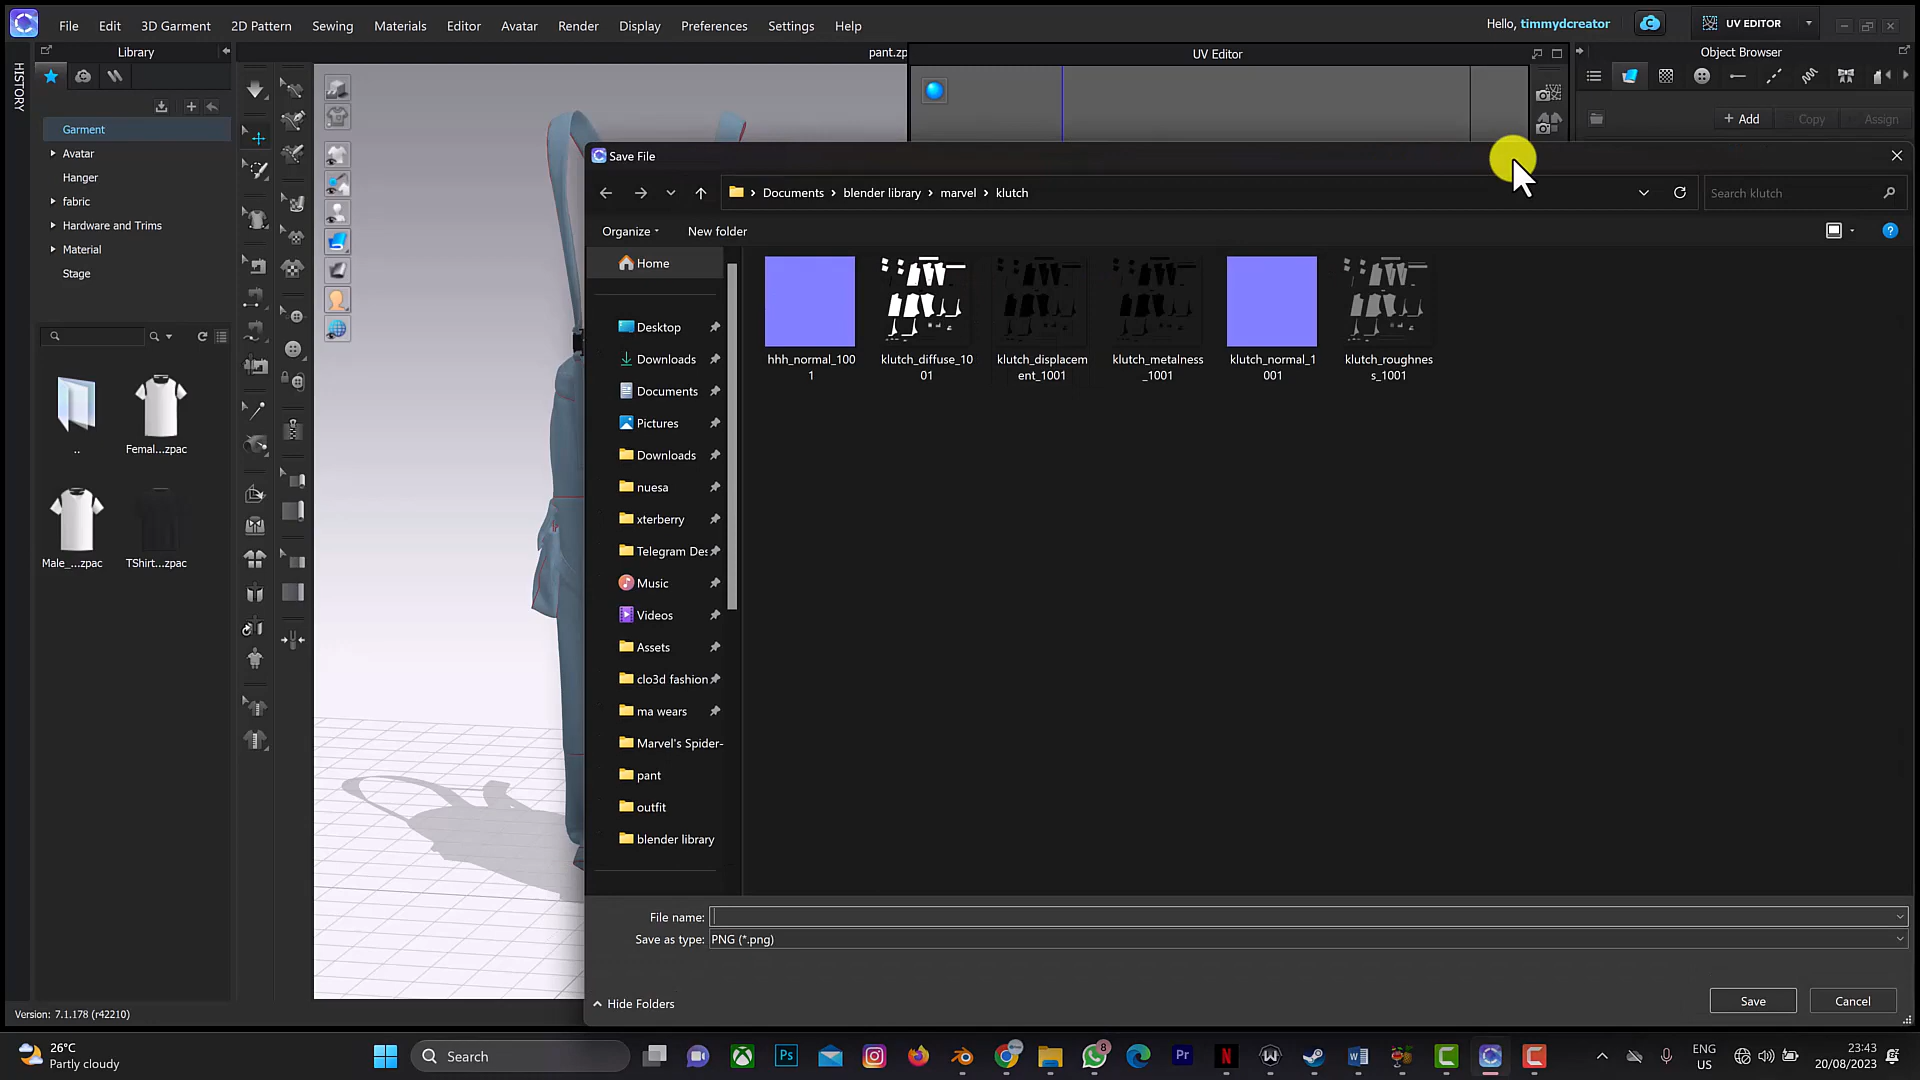 File Edit 3D Garment 2D Pattern Sewing Materials Editor Avatar Render Display Preferences Settings Help
Hello, timmydcreator
UV EDITOR
HISTORY
Library
pant.zp
UV Editor
Object Browser
+ Add Copy Assign
Garment
Avatar
Hanger
fabric
Hardware and Trims
Material
Stage
..
Femal...zpac
Male_...zpac
TShirt...zpac
Save File
Documents > blender library > marvel > klutch
Search klutch
Organize
New folder
Home
Desktop
Downloads
Documents
Pictures
Downloads
nuesa
xterberry
Telegram Des
Music
Videos
Assets
clo3d fashion
ma wears
Marvel's Spider-
pant
outfit
blender library
hhh_normal_100
1
klutch_diffuse_10
01
klutch_displacem
ent_1001
klutch_metalness
_1001
klutch_normal_1
001
klutch_roughnes
s_1001
File name:
Save as type: PNG (*.png)
Hide Folders
Save
Cancel
Version: 7.1.178 (r42210)
26°C
Partly cloudy
Search
Ps
8
Pr
N
ENG
US
23:43
20/08/2023